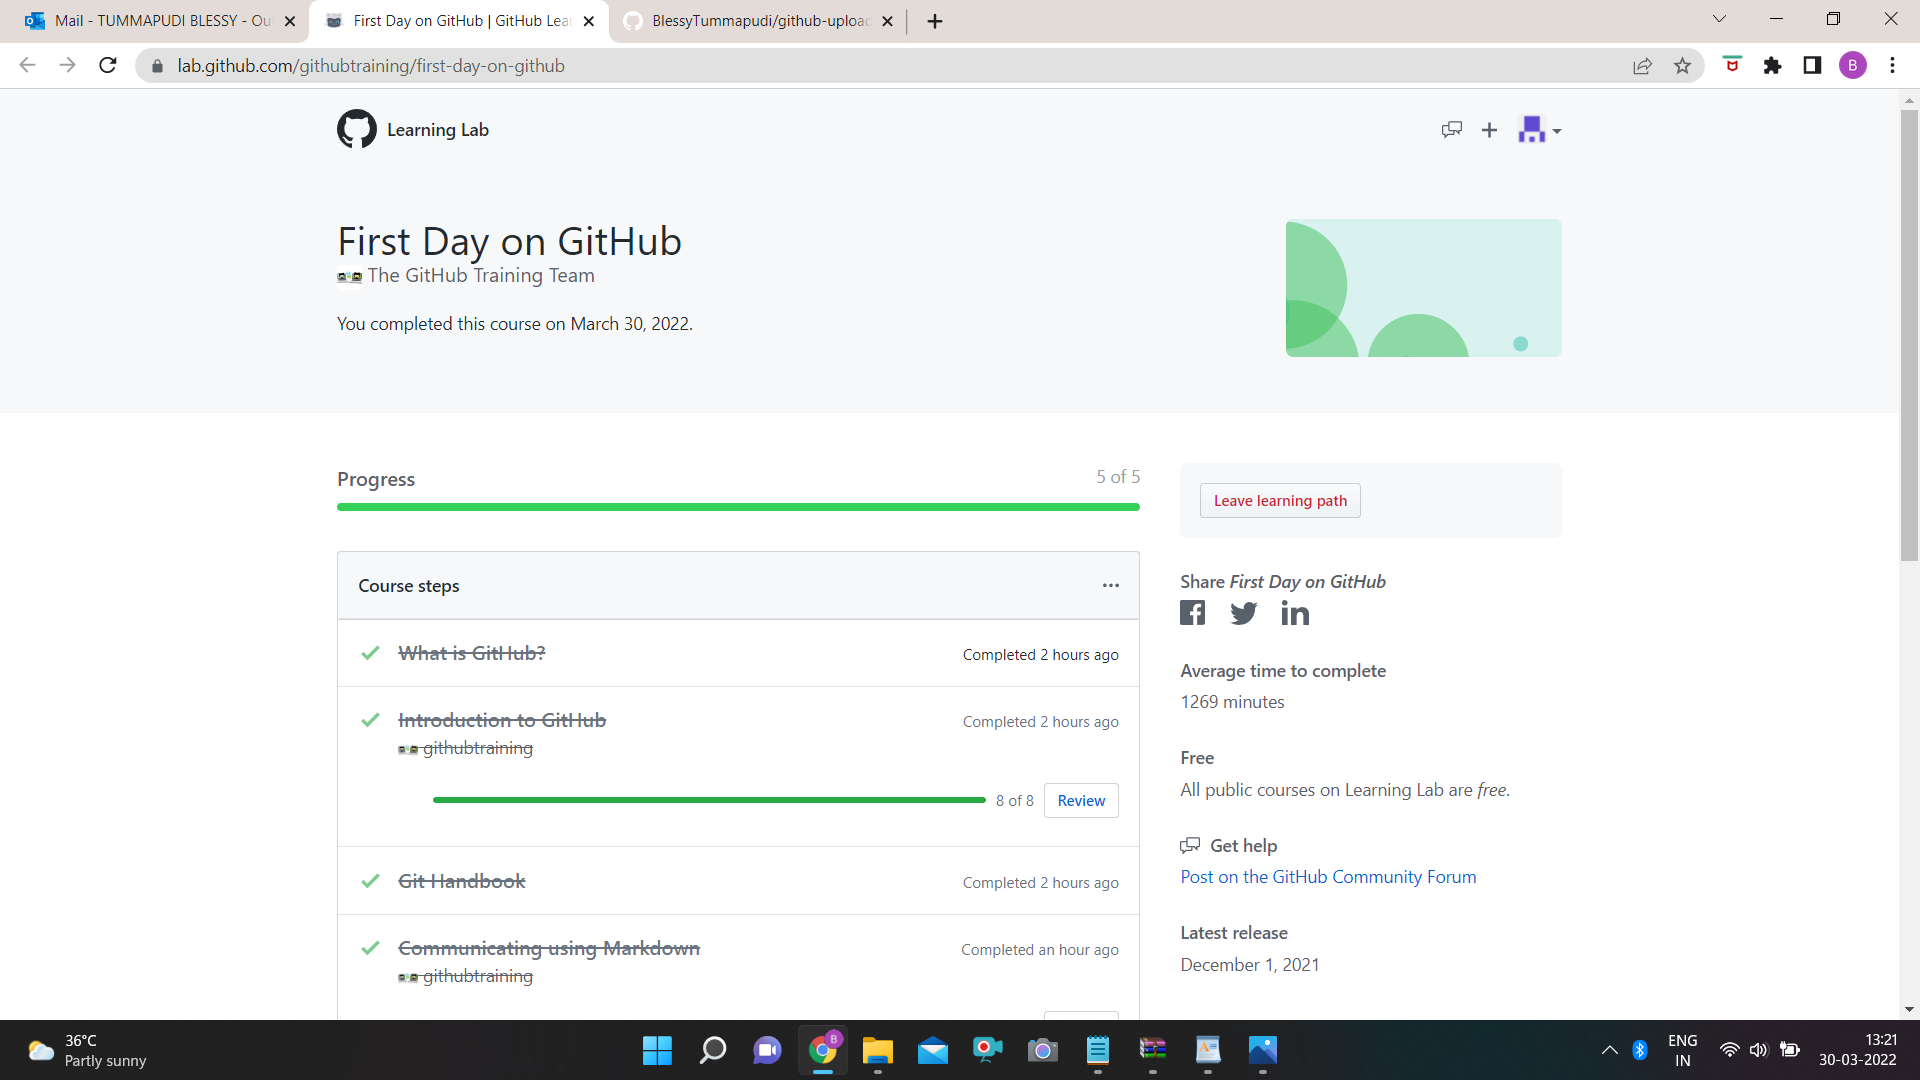 Mail - TUMMAPUDI BLESSY - Ou
First Day on GitHub | GitHub Lea
BlessyTummapudi/github-upload
lab.github.com/githubtraining/first-day-on-github
B
Learning Lab
First Day on GitHub
The GitHub Training Team
You completed this course on March 30, 2022.
Progress
5 of 5
Leave learning path
Course steps
What is GitHub?
Completed 2 hours ago
Introduction to GitHub
Completed 2 hours ago
githubtraining
8 of 8
Review
Git Handbook
Completed 2 hours ago
Communicating using Markdown
Completed an hour ago
githubtraining
Share First Day on GitHub
Average time to complete
1269 minutes
Free
All public courses on Learning Lab are free.
Get help
Post on the GitHub Community Forum
Latest release
December 1, 2021
36°C
Partly sunny
B
ENG
IN
13:21
30-03-2022